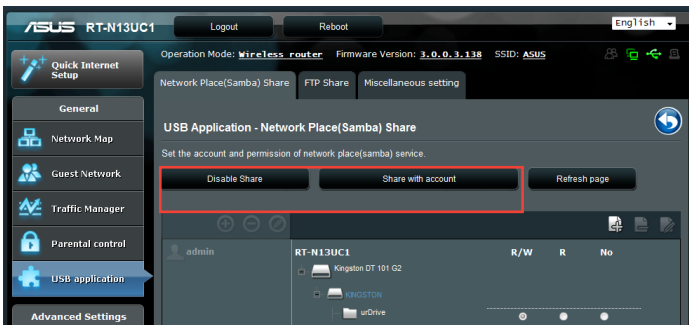 ASUS RT-N13UC1 Logout Reboot English
Operation Mode: Wireless router Firmware Version: 3.0.0.3.138 SSID: ASUS
Quick Internet Setup
Network Place(Samba) Share FTP Share Miscellaneous setting
General
Network Map
Guest Network
Traffic Manager
Parental control
USB application
Advanced Settings
USB Application - Network Place(Samba) Share
Set the account and permission of network place(samba) service.
Disable Share Share with account Refresh page
admin
RT-N13UC1 R/W R No
Kingston DT 101 G2
KINGSTON
urDrive